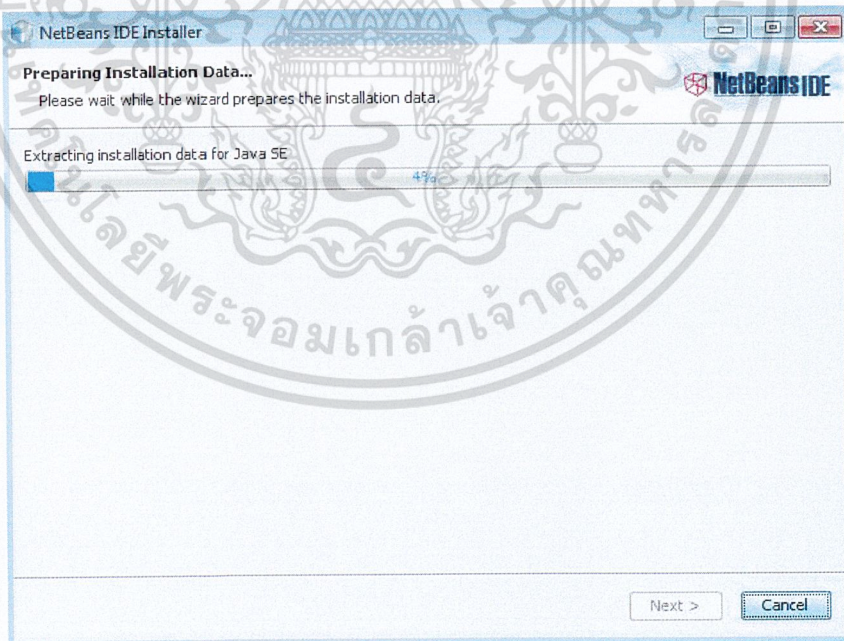 NetBeans IDE Installer
Preparing Installation Data...
NetBeans IDE
Please wait while the wizard prepares the installation data.
Extracting installation data for Java SE
4%
พระจอมเกล้าเจ้าคุณทหาร
Next >
Cancel